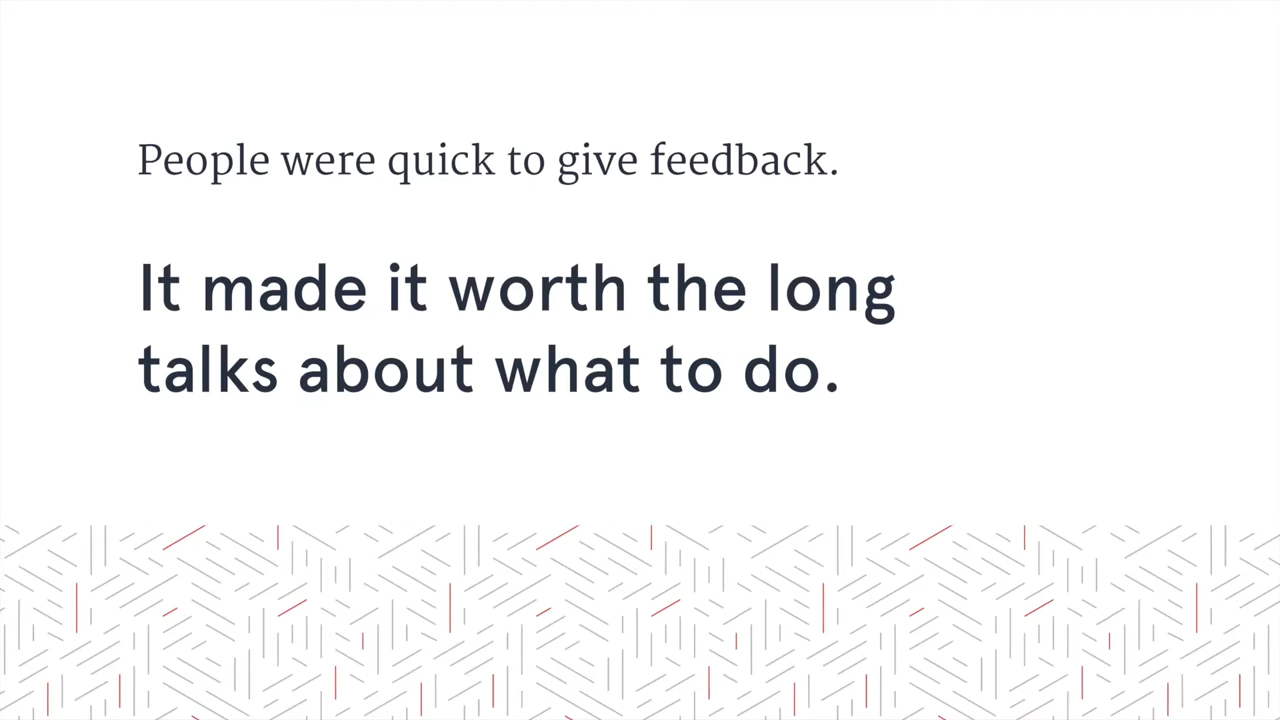 People were quick to give feedback.
It made it worth the long
talks about what to do.